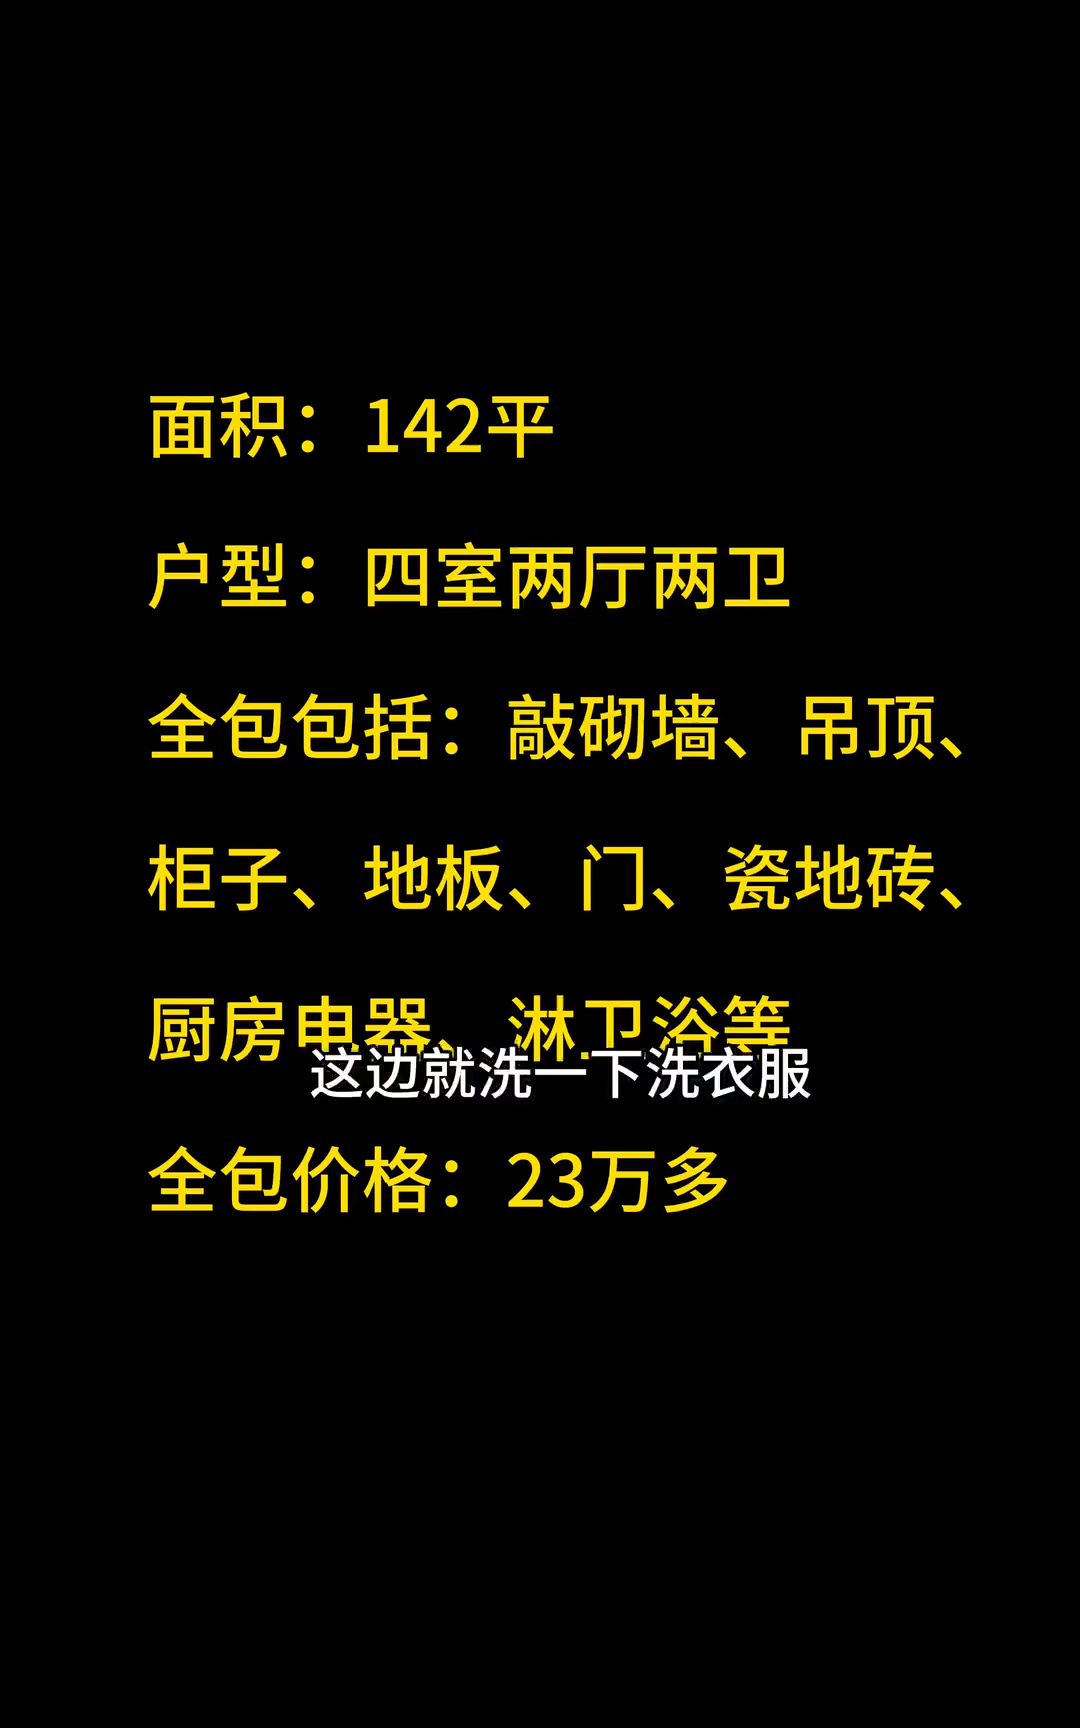 面积：142平
户型：四室两厅两卫
全包包括：敲砌墙、吊顶、
柜子、地板、门、瓷地砖、
厨房电器、淋卫浴等
这边就洗一下洗衣服
全包价格：23万多